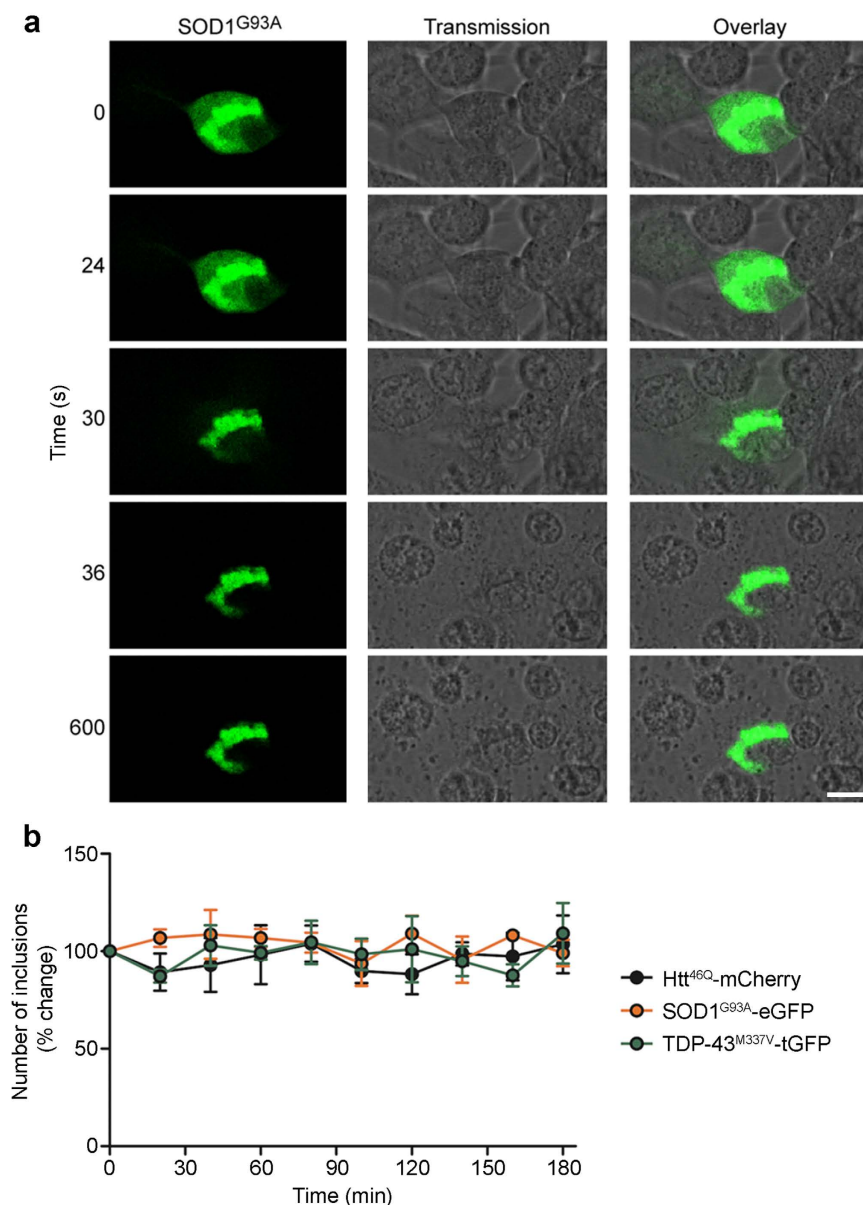 a
SOD1G93A Transmission Overlay
0
24
Time (s)
30
36
600
b
150
100
50
0
Number of inclusions
(% change)
0 30 60 90 120 150 180
Time (min)
Htt46Q-mCherry
SOD1G93A-eGFP
TDP-43M337V-tGFP